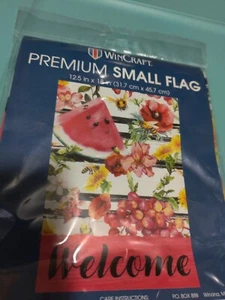 WINCRAFT
PREMIUM SMALL FLAG
12.5 in x 18 in (31.7 cm x 45.7 cm)
Welcome
CARE INSTRUCTIONS P.O. BOX 888 Winona, M